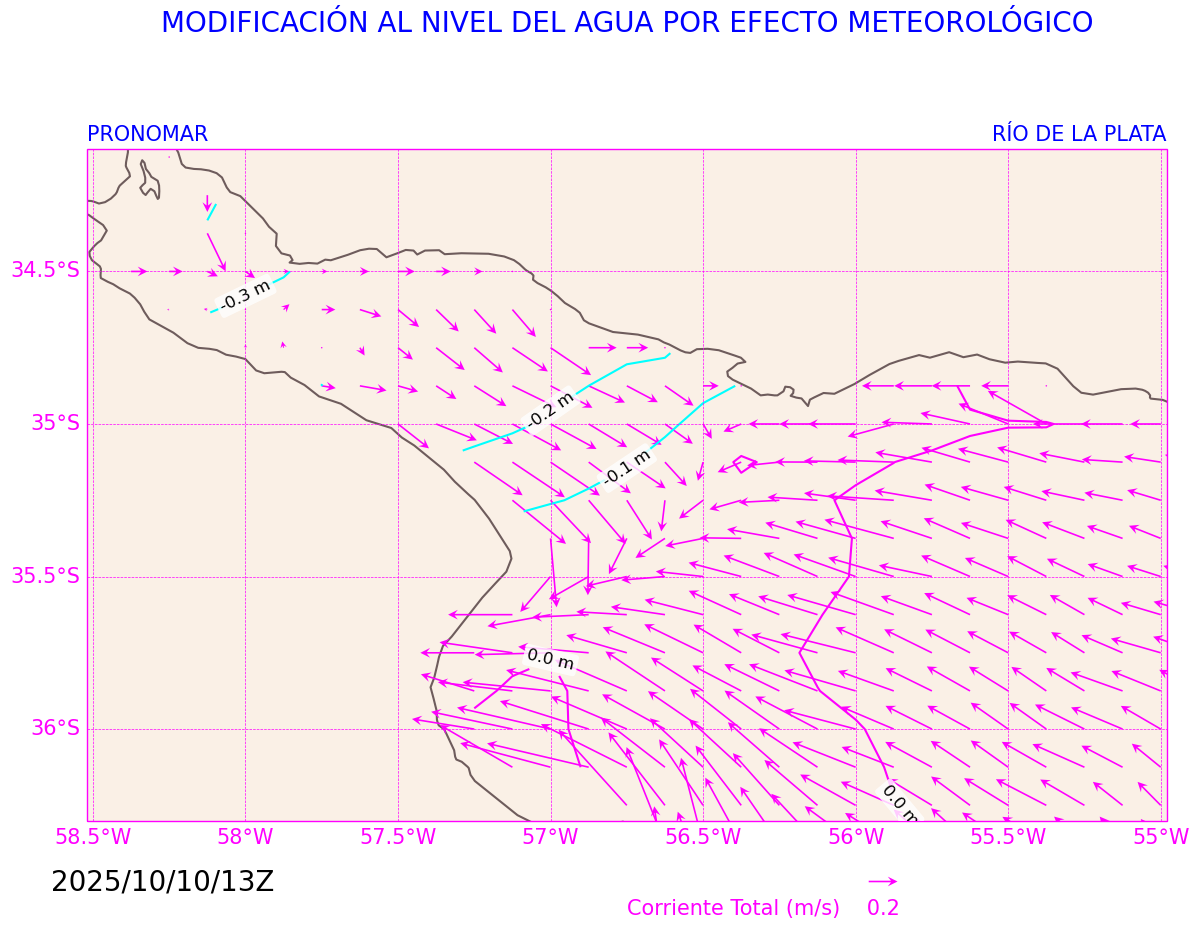 MODIFICACIÓN AL NIVEL DEL AGUA POR EFECTO METEOROLÓGICO
PRONOMAR
RÍO DE LA PLATA
34.5°S
-0.3 m
-0.2 m
35°S
-0.1 m
35.5°S
0.0 m
36°S
0.0 m
58.5°W
58°W
57.5°W
57°W
56.5°W
56°W
55.5°W
55°W
2025/10/10/13Z
Corriente Total (m/s)
0.2